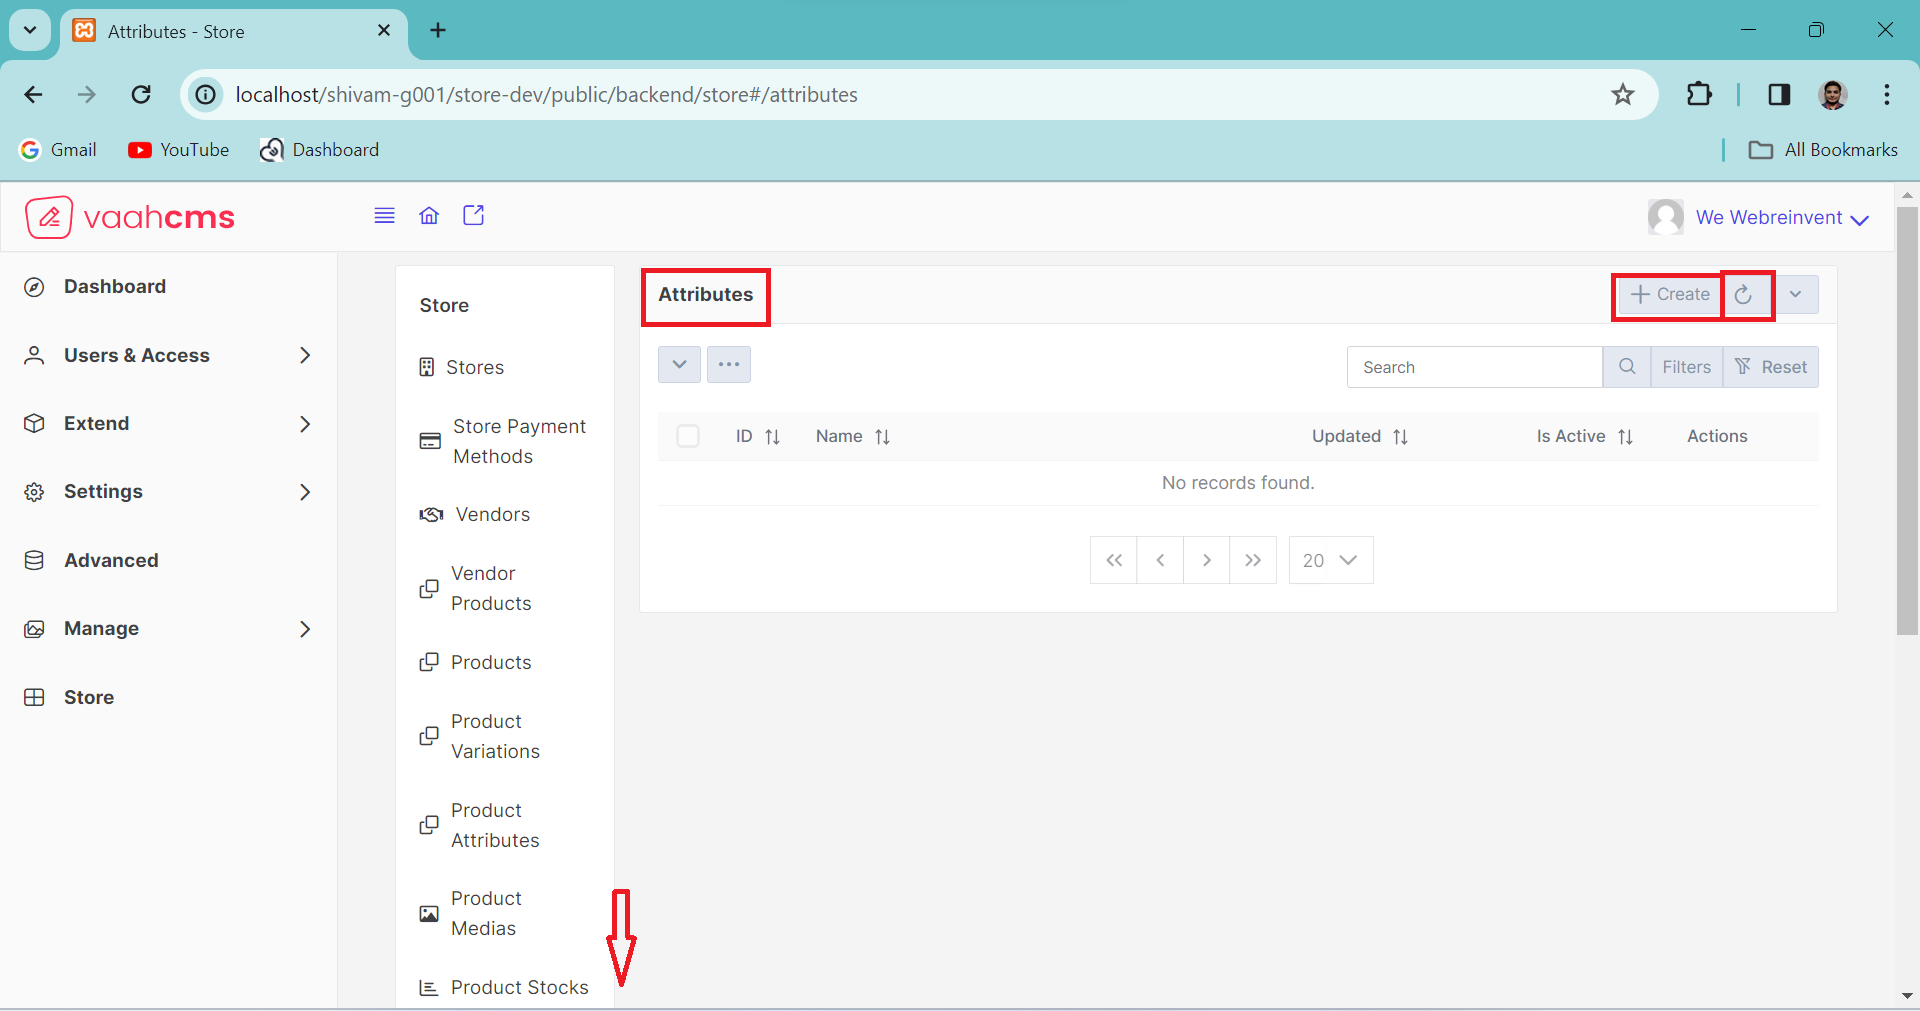 Attributes - Store
localhost/shivam-g001/store-dev/public/backend/store#/attributes
Gmail
YouTube
Dashboard
All Bookmarks
vaahcms
We Webreinvent
Dashboard
Users & Access
Extend
Settings
Advanced
Manage
Store
Store
Stores
Store Payment
Methods
Vendors
Vendor
Products
Products
Product
Variations
Product
Attributes
Product
Medias
Product Stocks
Attributes
Create
Search
Filters
Reset
ID
Name
Updated
Is Active
Actions
No records found.
20